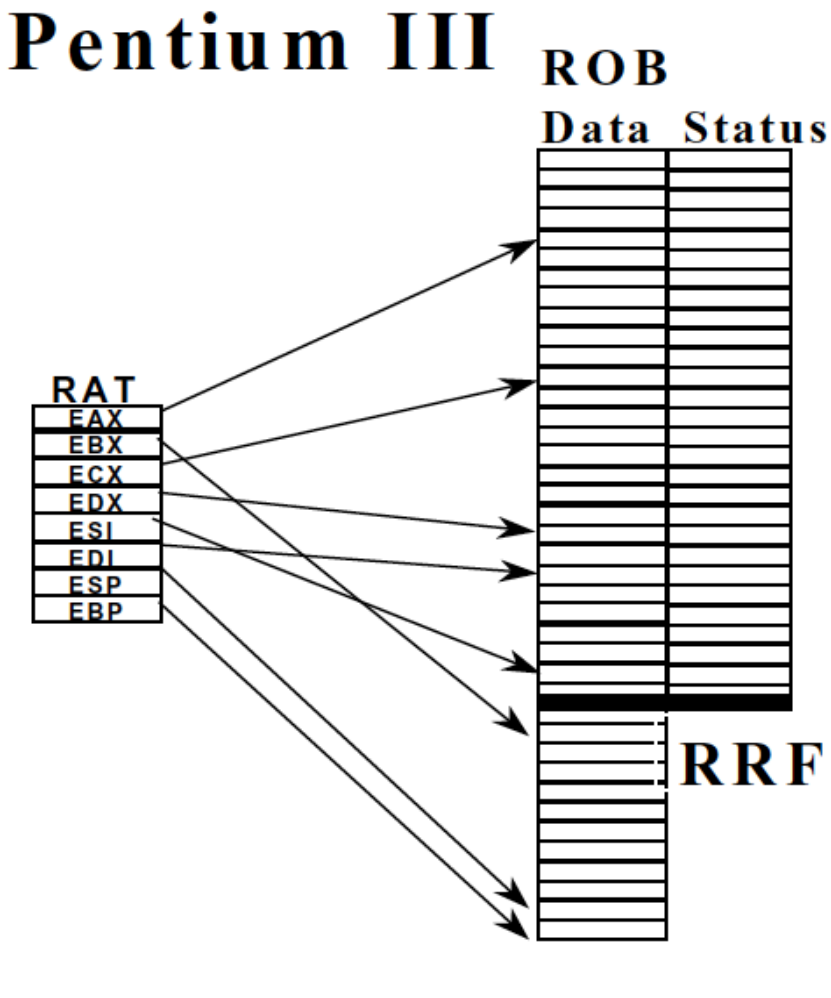 Pentium III
ROB
Data Status
RAT
EAX
EBX
ECX
EDX
ESI
EDI
ESP
EBP
RRF